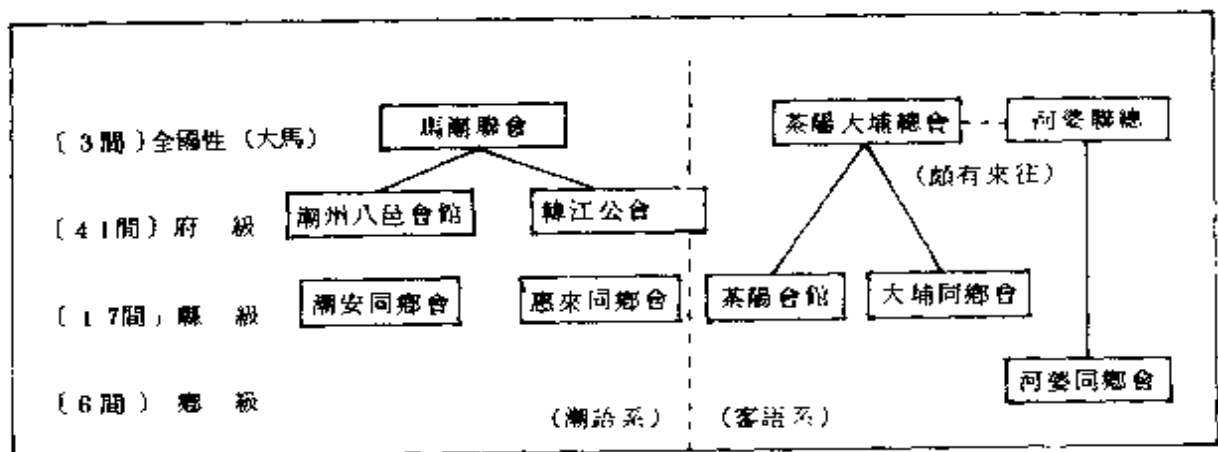 〔3間〕全國性（大馬） 馬潮聯會 茶陽大埔總會 河婆聯總
（頗有來往）
〔41間〕府 級 潮州八邑會館 韓江公會
〔17間〕縣 級 潮安同鄉會 惠來同鄉會 茶陽會館 大埔同鄉會
河婆同鄉會
〔6間〕 鄉 級 （潮語系） （客語系）